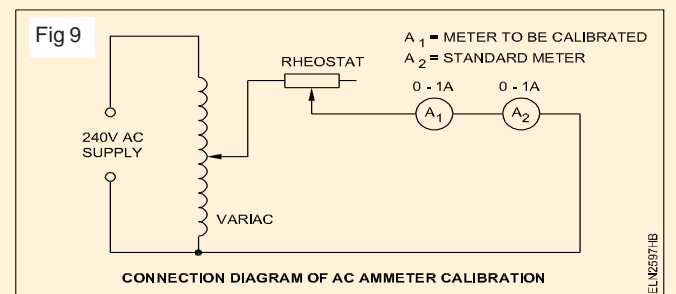 Fig 9
A 1 = METER TO BE CALIBRATED
A 2 = STANDARD METER
RHEOSTAT
0 - 1A 0 - 1A
A1 A2
240V AC
SUPPLY
VARIAC
CONNECTION DIAGRAM OF AC AMMETER CALIBRATION
ELN2597HB